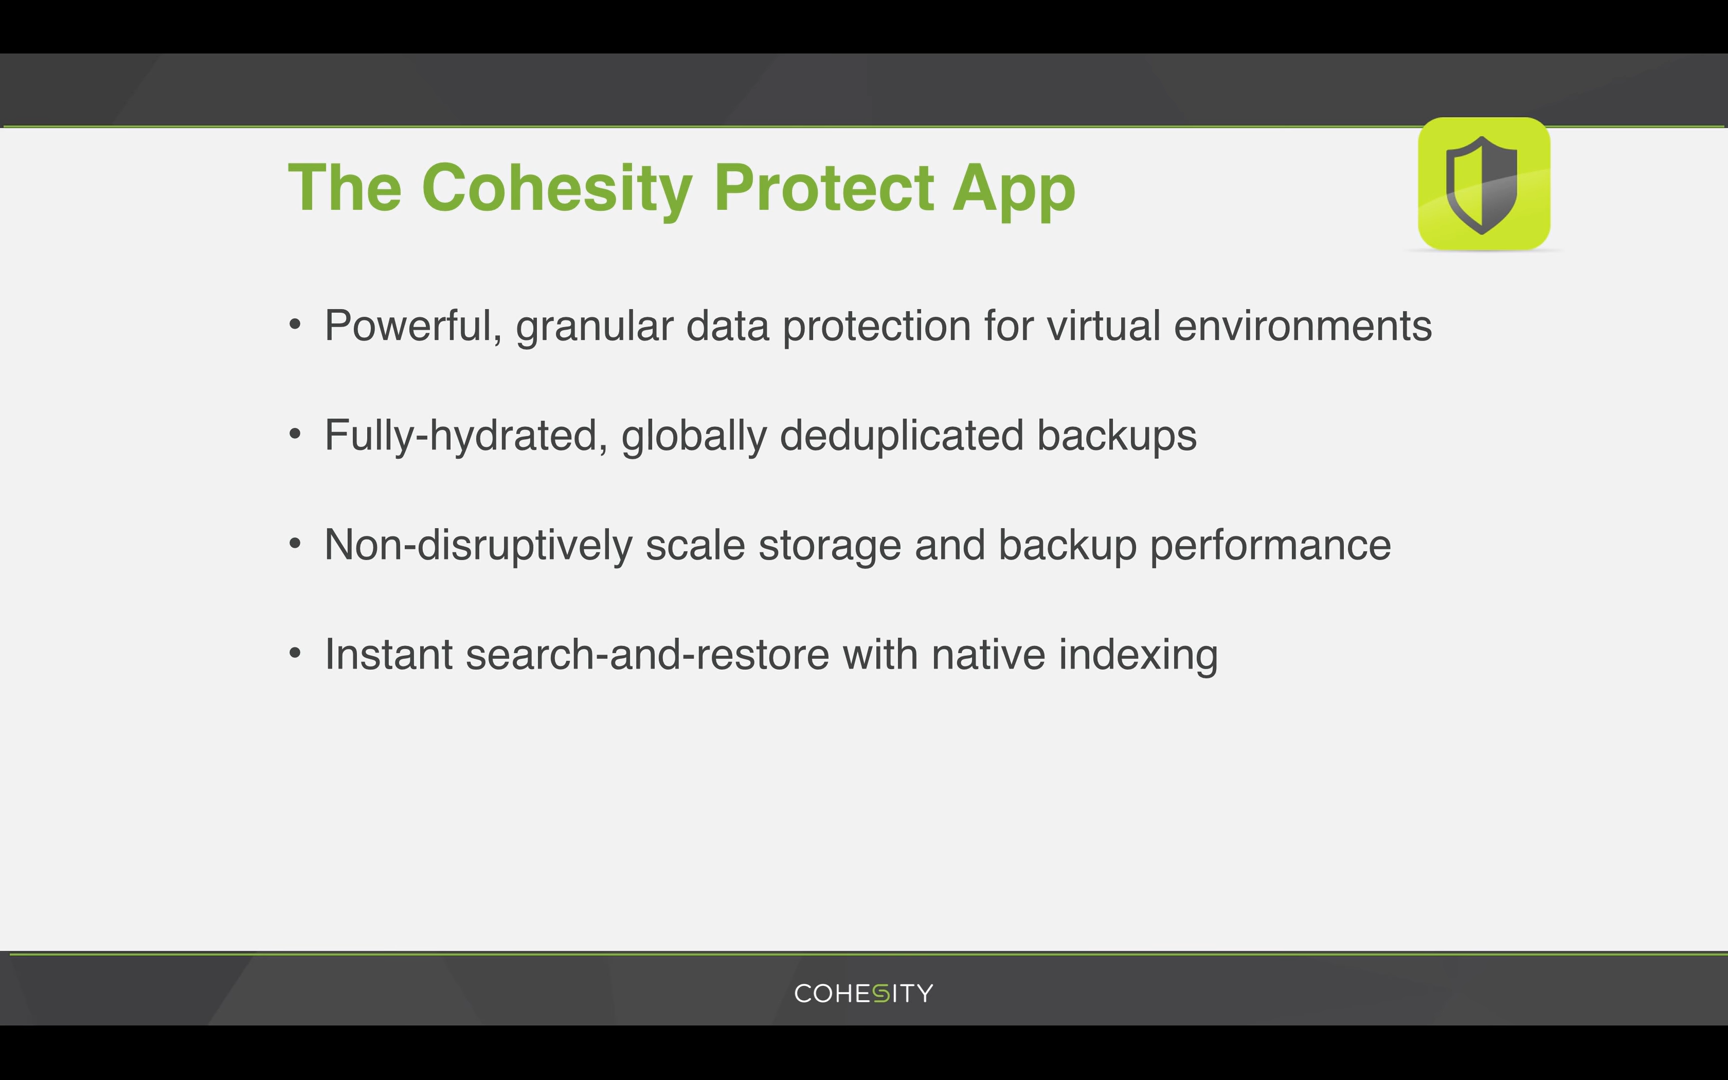 The Cohesity Protect App
• Powerful, granular data protection for virtual environments
• Fully-hydrated, globally deduplicated backups
• Non-disruptively scale storage and backup performance
• Instant search-and-restore with native indexing
COHESITY